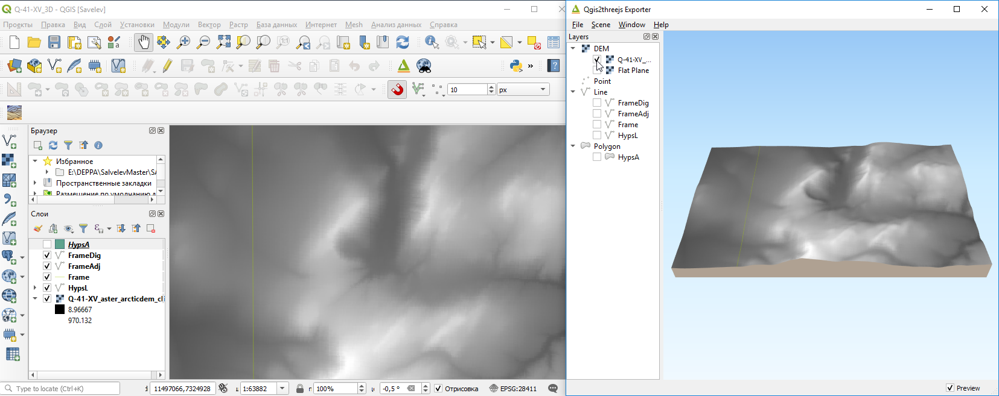 Q-41-XV_3D - QGIS [Savelev]
Проекты Правка Вид Слой Установки Модули Вектор Растр База данных Интернет Mesh Анализ данных Справка
10 px
Браузер
Избранное
E:\DEPPA\SalvelevMaster\SA
Пространственные закладки
Размещение по умолчанию д
Слои
HypsA
FrameDig
FrameAdj
Frame
HypsL
Q-41-XV_aster_arcticdem_cli
8.96667
970.132
Type to locate (Ctrl+K)
11497066,7324928
1:63882
100%
-0,5 °
Отрисовка
EPSG:28411
Qgis2threejs Exporter
File Scene Window Help
Layers
DEM
Q-41-XV_...
Flat Plane
Point
Line
FrameDig
FrameAdj
Frame
HypsL
Polygon
HypsA
Preview